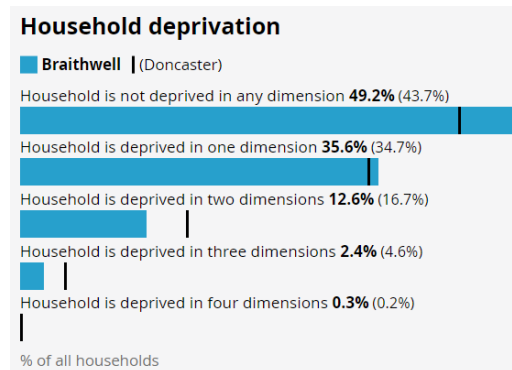 Household deprivation
Braithwell (Doncaster)
Household is not deprived in any dimension 49.2% (43.7%)
Household is deprived in one dimension 35.6% (34.7%)
Household is deprived in two dimensions 12.6% (16.7%)
Household is deprived in three dimensions 2.4% (4.6%)
Household is deprived in four dimensions 0.3% (0.2%)
% of all households